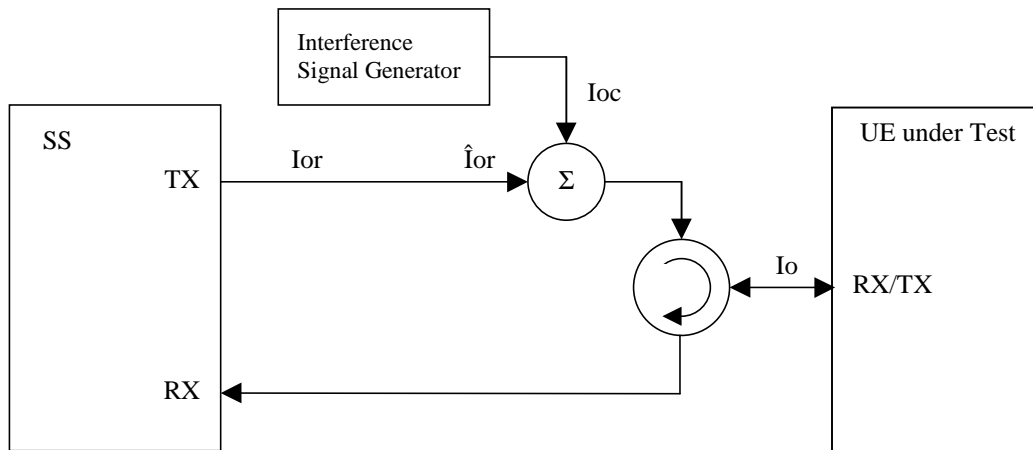 Interference
Signal Generator
Ioc
SS
UE under Test
TX
Ior
Îor
Σ
Io
RX/TX
RX